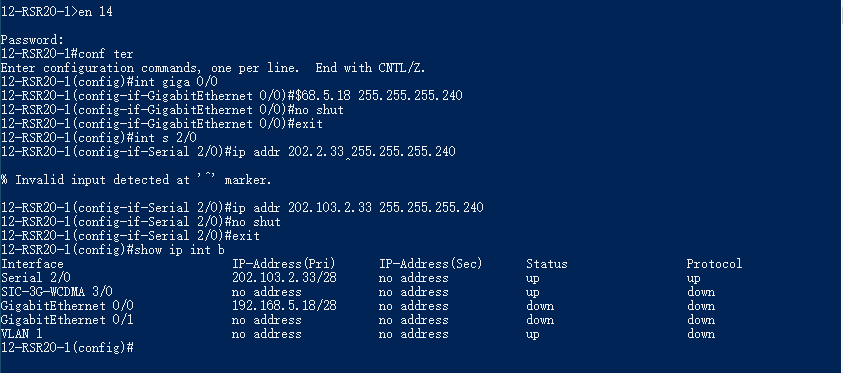 12-RSR20-1>en 14
Password:
12-RSR20-1#conf ter
Enter configuration commands, one per line.  End with CNTL/Z.
12-RSR20-1(config)#int giga 0/0
12-RSR20-1(config-if-GigabitEthernet 0/0)#$68.5.18 255.255.255.240
12-RSR20-1(config-if-GigabitEthernet 0/0)#no shut
12-RSR20-1(config-if-GigabitEthernet 0/0)#exit
12-RSR20-1(config)#int s 2/0
12-RSR20-1(config-if-Serial 2/0)#ip addr 202.2.33 255.255.255.240
^
% Invalid input detected at '^' marker.
12-RSR20-1(config-if-Serial 2/0)#ip addr 202.103.2.33 255.255.255.240
12-RSR20-1(config-if-Serial 2/0)#no shut
12-RSR20-1(config-if-Serial 2/0)#exit
12-RSR20-1(config)#show ip int b
Interface IP-Address(Pri) IP-Address(Sec) Status Protocol
Serial 2/0 202.103.2.33/28 no address up up
SIC-3G-WCDMA 3/0 no address no address up down
GigabitEthernet 0/0 192.168.5.18/28 no address down down
GigabitEthernet 0/1 no address no address down down
VLAN 1 no address no address up down
12-RSR20-1(config)#